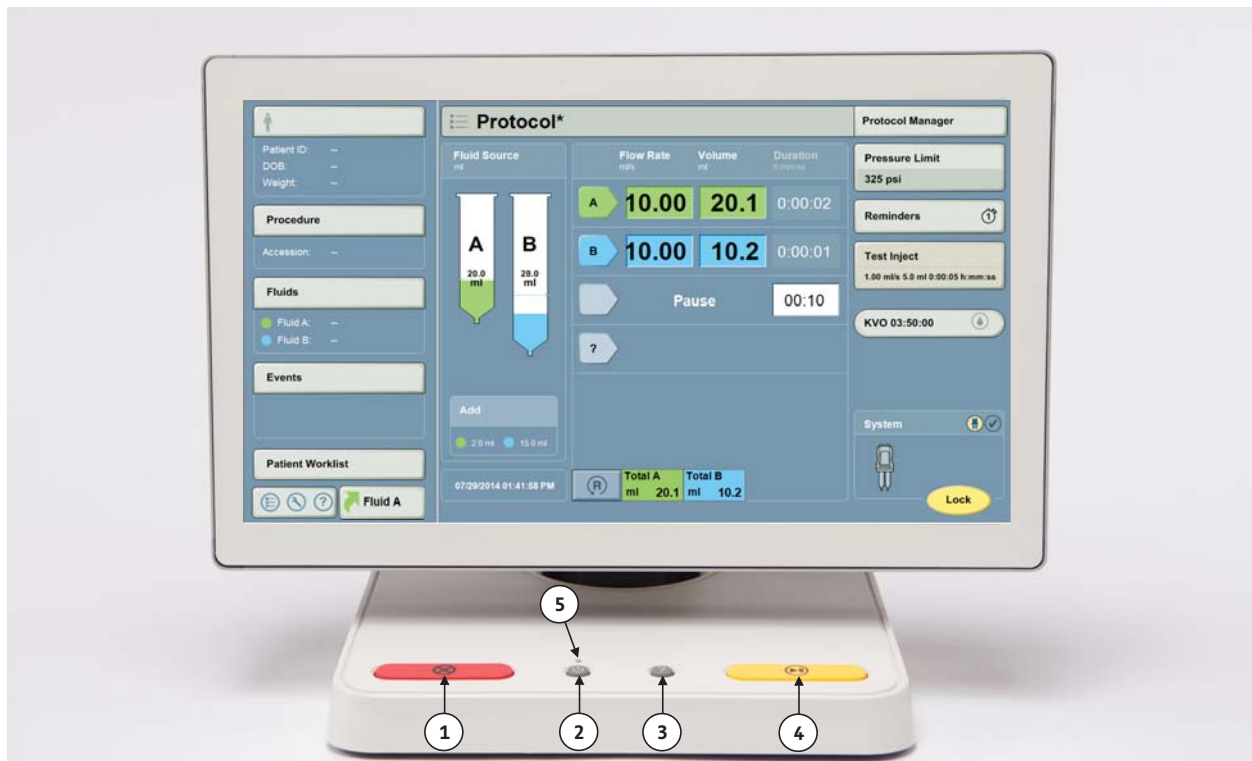 Patient ID: –
DOB: –
Weight: –
Procedure
Accession: –
Fluids
Fluid A: –
Fluid B: –
Events
Patient Worklist
?
Fluid A
Protocol*
Fluid Source
ml
A
20.0
ml
B
28.0
ml
Add
2.0 ml 15.0 ml
07/29/2014 01:41:58 PM
Flow Rate Volume Duration
ml/s ml h:mm:ss
A 10.00 20.1 0:00:02
B 10.00 10.2 0:00:01
Pause 00:10
?
R
Total A Total B
ml 20.1 ml 10.2
Protocol Manager
Pressure Limit
325 psi
Reminders 1
Test Inject
1.00 ml/s 5.0 ml 0:00:05 h:mm:ss
KVO 03:50:00
System
Lock
5
1 2 3 4